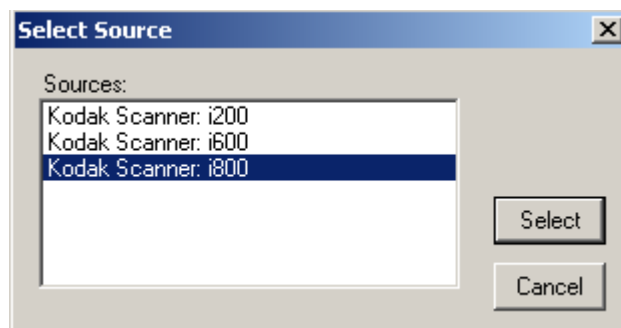 Select Source
Sources:
Kodak Scanner: i200
Kodak Scanner: i600
Kodak Scanner: i800
Select
Cancel